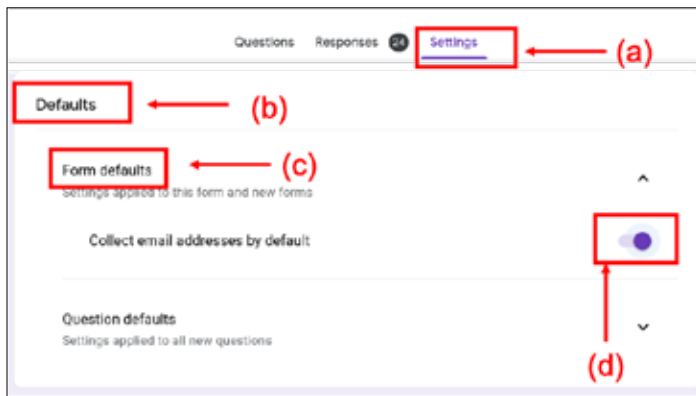 Questions Responses 24 Settings
(a)
Defaults
(b)
Form defaults
(c)
Settings applied to this form and new forms
Collect email addresses by default
Question defaults
Settings applied to all new questions
(d)